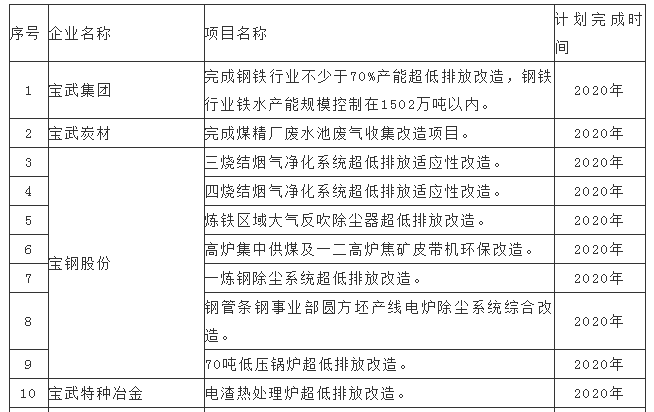 序号 企业名称 项目名称 计划完成时
间
1 宝武集团 完成钢铁行业不少于70%产能超低排放改造，钢铁
行业铁水产能规模控制在1502万吨以内。 2020年
2 宝武炭材 完成煤精厂废水池废气收集改造项目。 2020年
3 宝钢股份 三烧结烟气净化系统超低排放适应性改造。 2020年
4 四烧结烟气净化系统超低排放适应性改造。 2020年
5 炼铁区域大气反吹除尘器超低排放改造。 2020年
6 高炉集中供煤及一二高炉焦矿皮带机环保改造。 2020年
7 一炼钢除尘系统超低排放改造。 2020年
8 钢管条钢事业部圆方坯产线电炉除尘系统综合改
造。 2020年
9 70吨低压锅炉超低排放改造。 2020年
10 宝武特种冶金 电渣热处理炉超低排放改造。 2020年